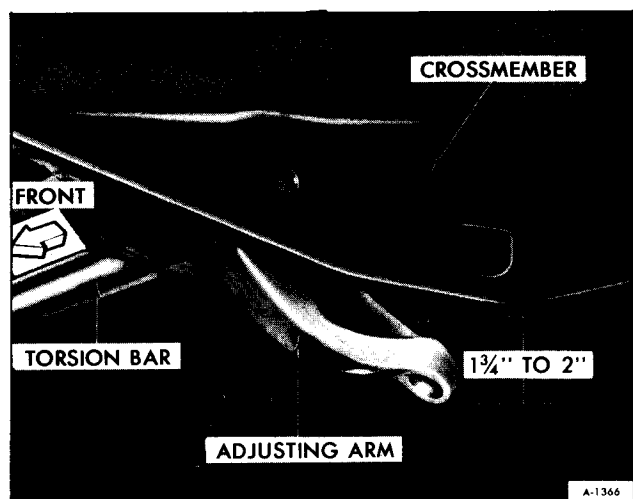 CROSSMEMBER
FRONT
TORSION BAR
1¾" TO 2"
ADJUSTING ARM
A-1366